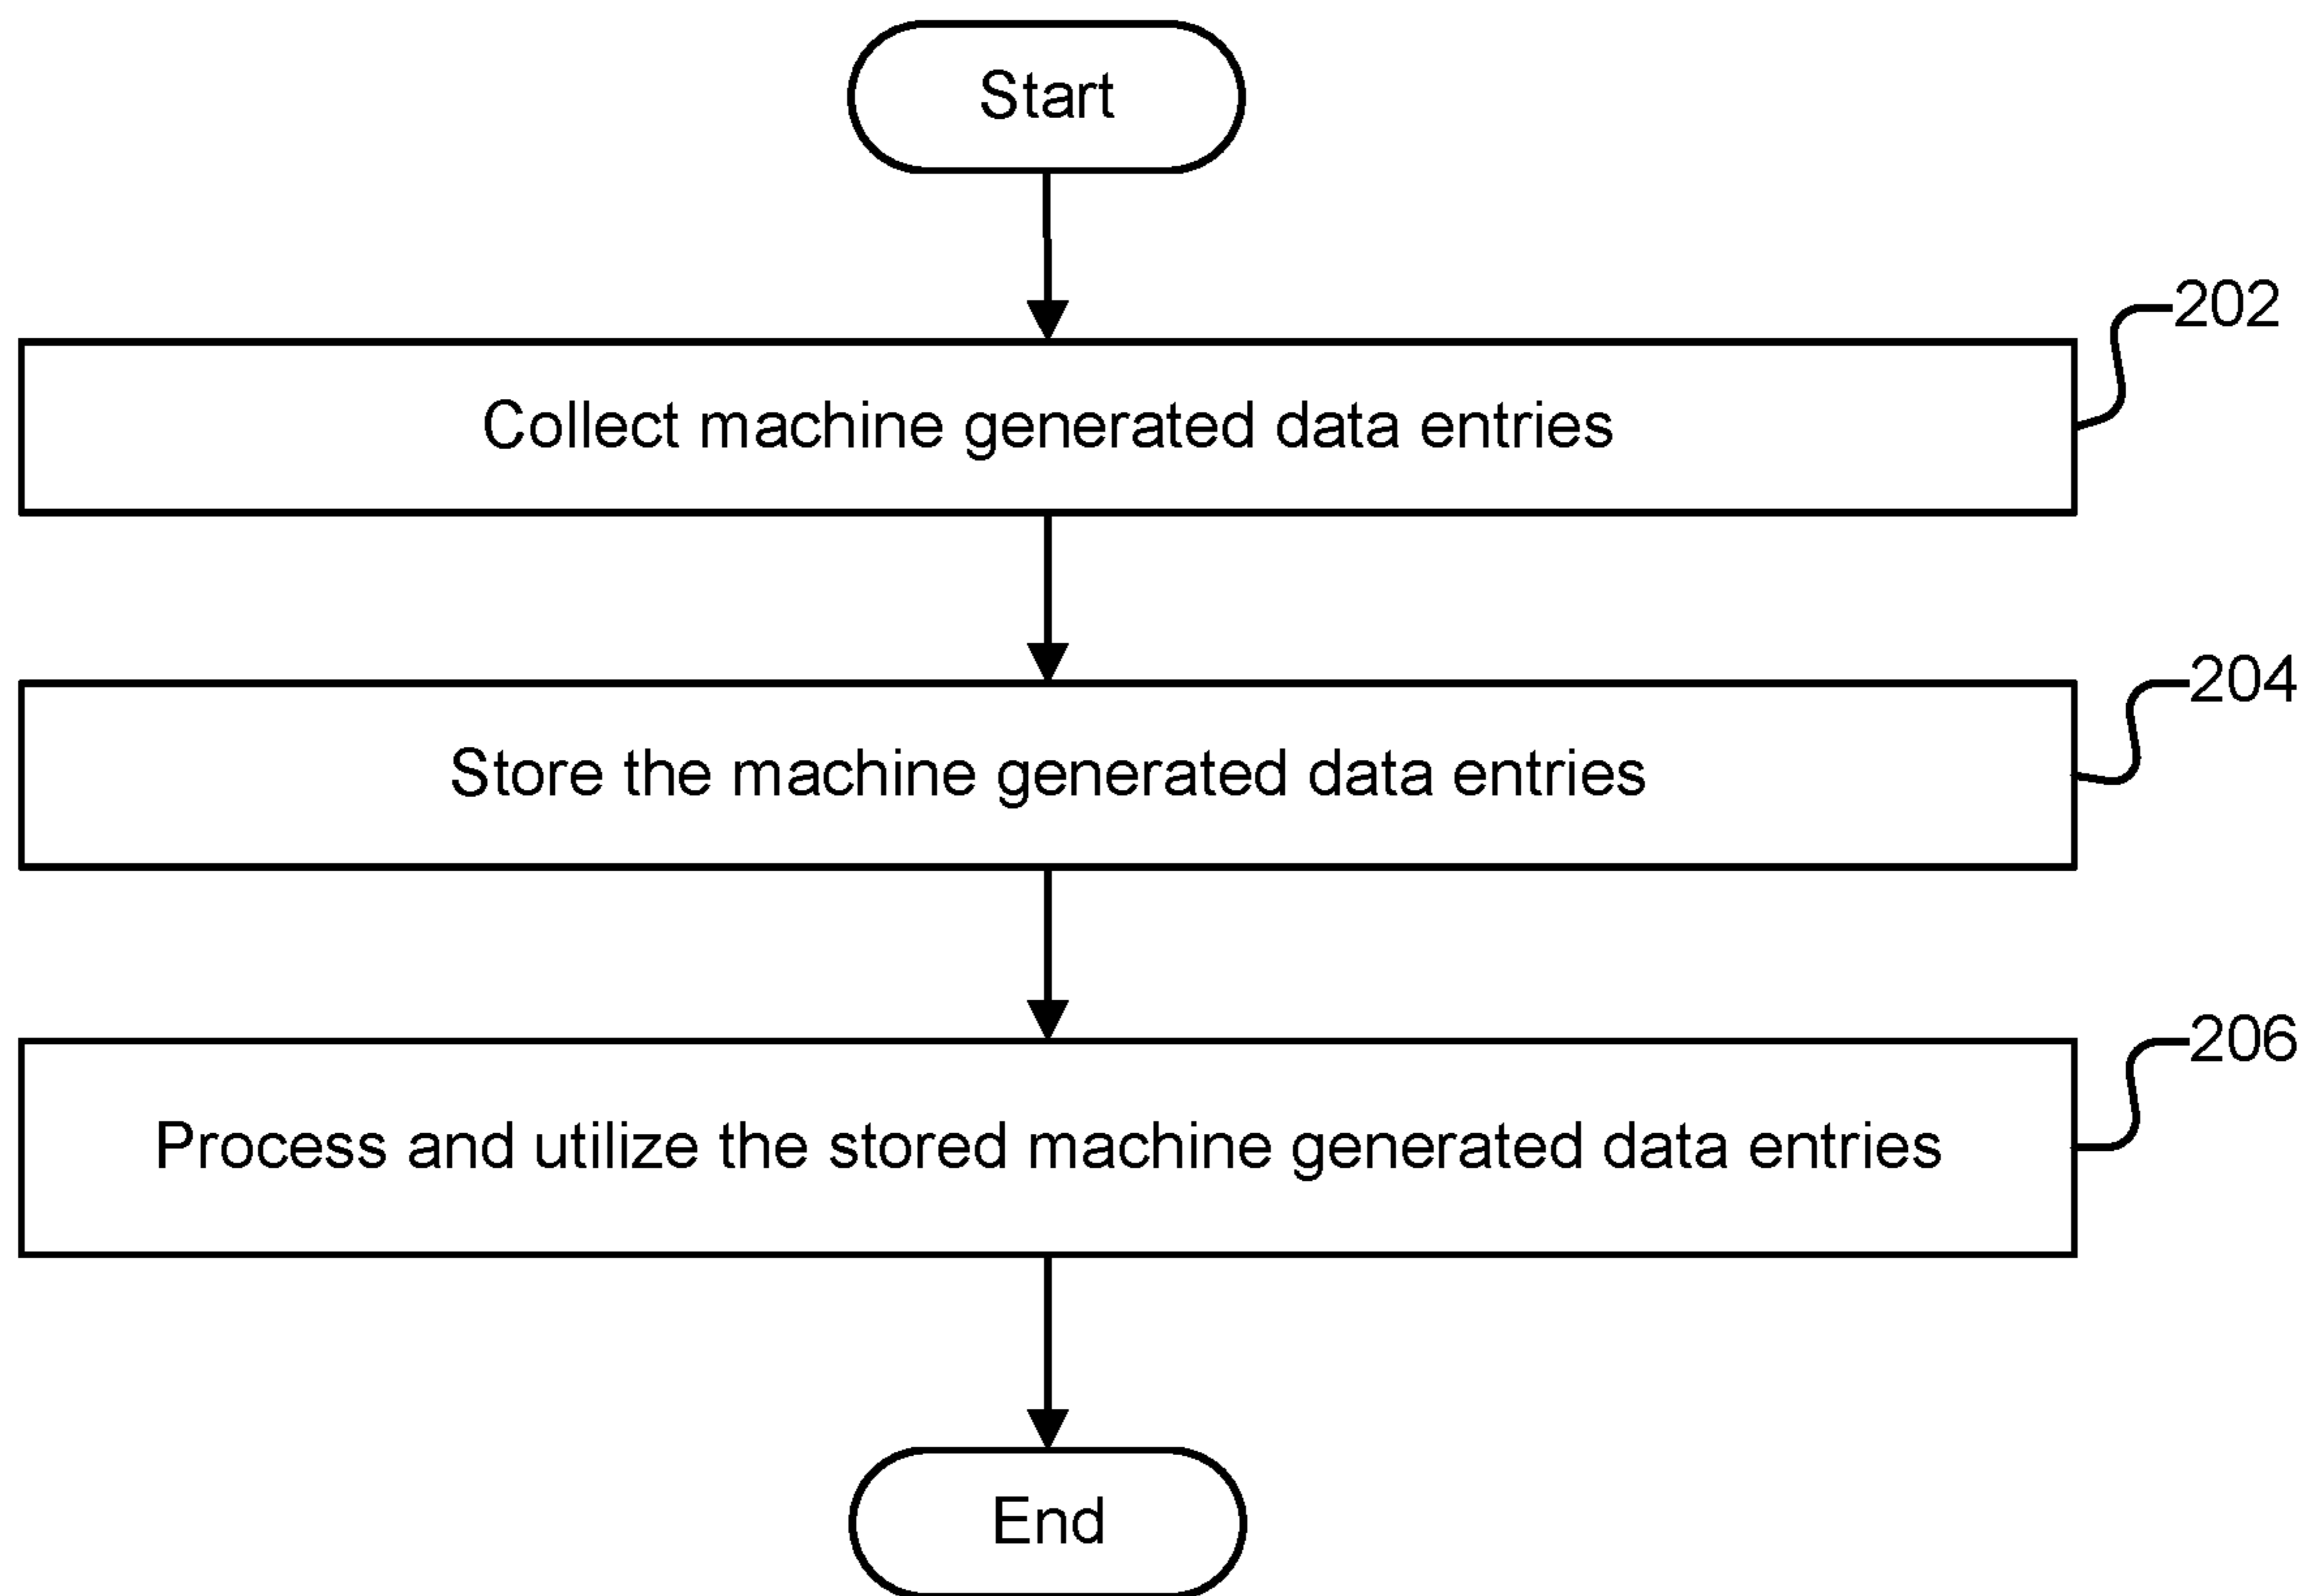 Start
202
Collect machine generated data entries
204
Store the machine generated data entries
206
Process and utilize the stored machine generated data entries
End